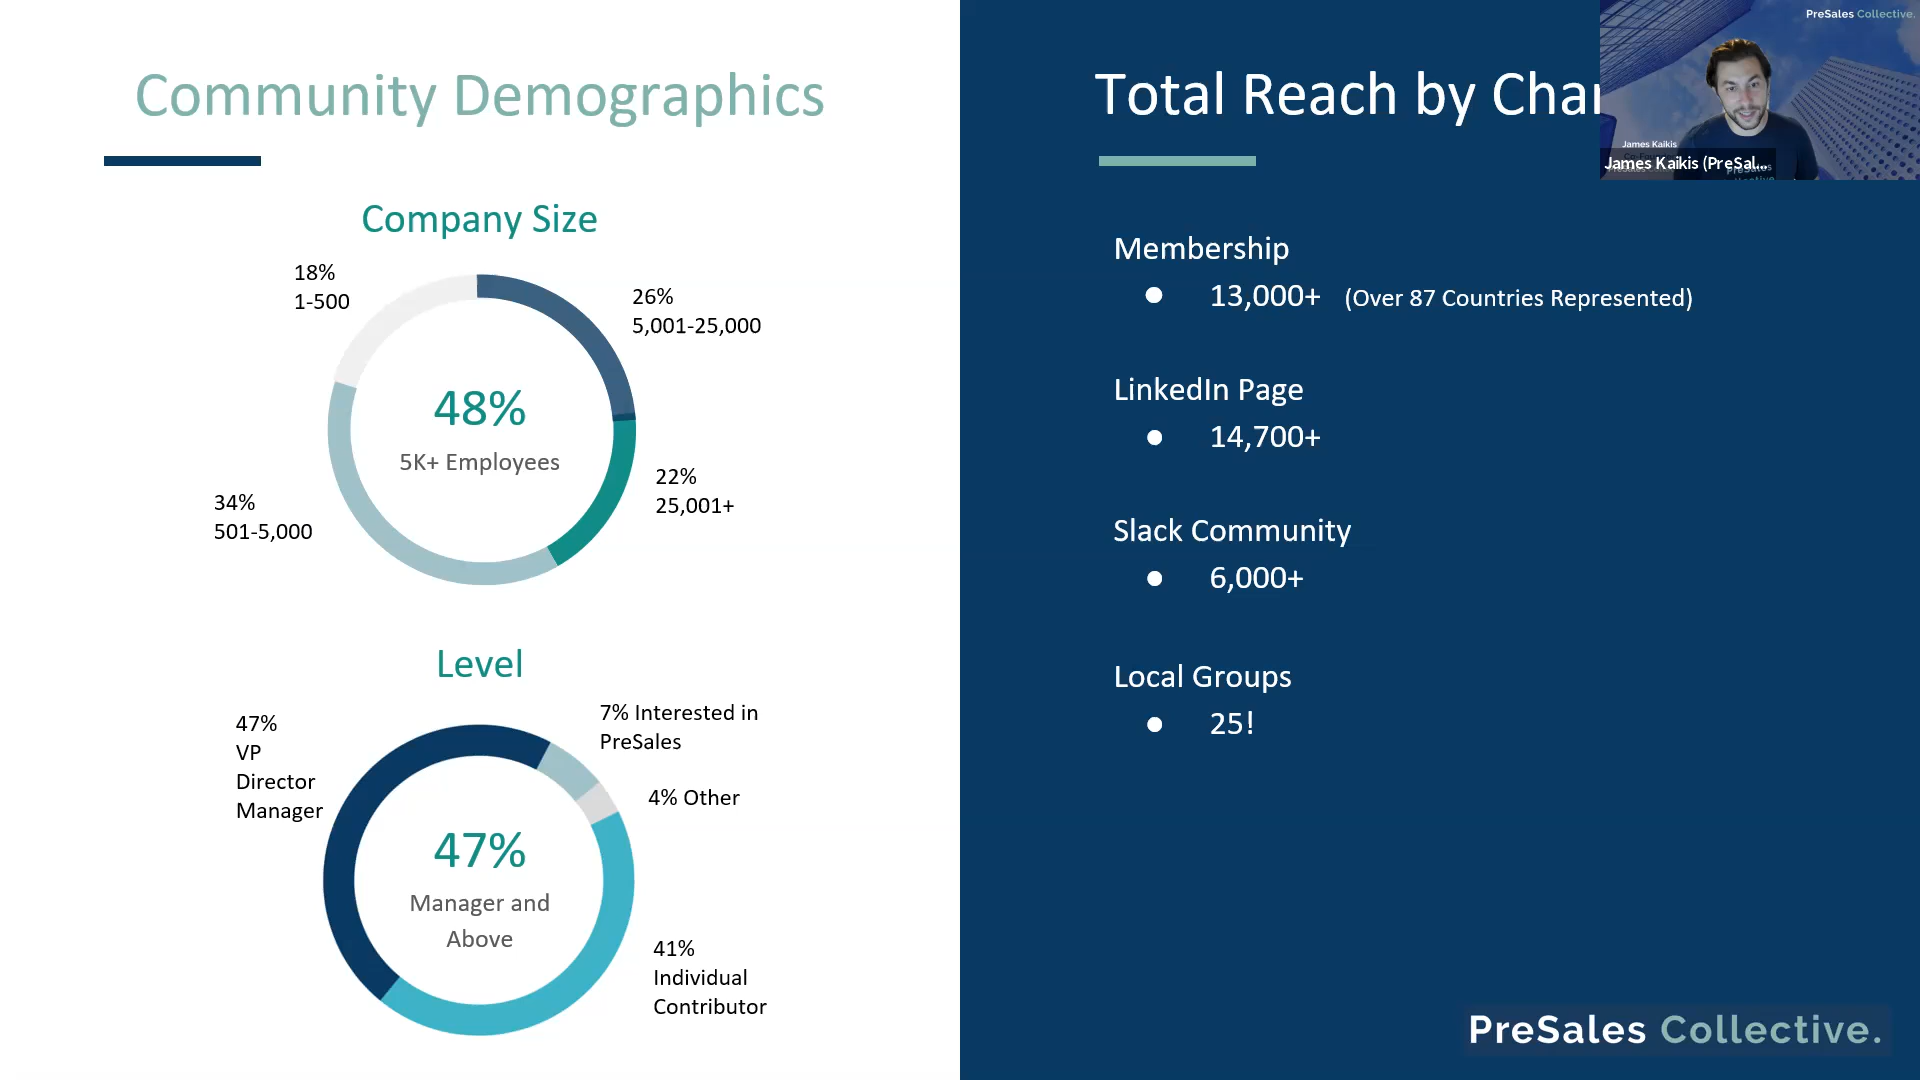 Community Demographics
Company Size
18%
1-500
26%
5,001-25,000
48%
5K+ Employees
34%
501-5,000
22%
25,001+
Level
47%
VP
Director
Manager
7% Interested in
PreSales
4% Other
47%
Manager and
Above
41%
Individual
Contributor
Total Reach by
Membership
● 13,000+ (Over 87 Countries Represented)
LinkedIn Page
● 14,700+
Slack Community
● 6,000+
Local Groups
● 25!
PreSales Collective.
James Kaikis
James Kaikis (PreSal...
PreSales Collective.